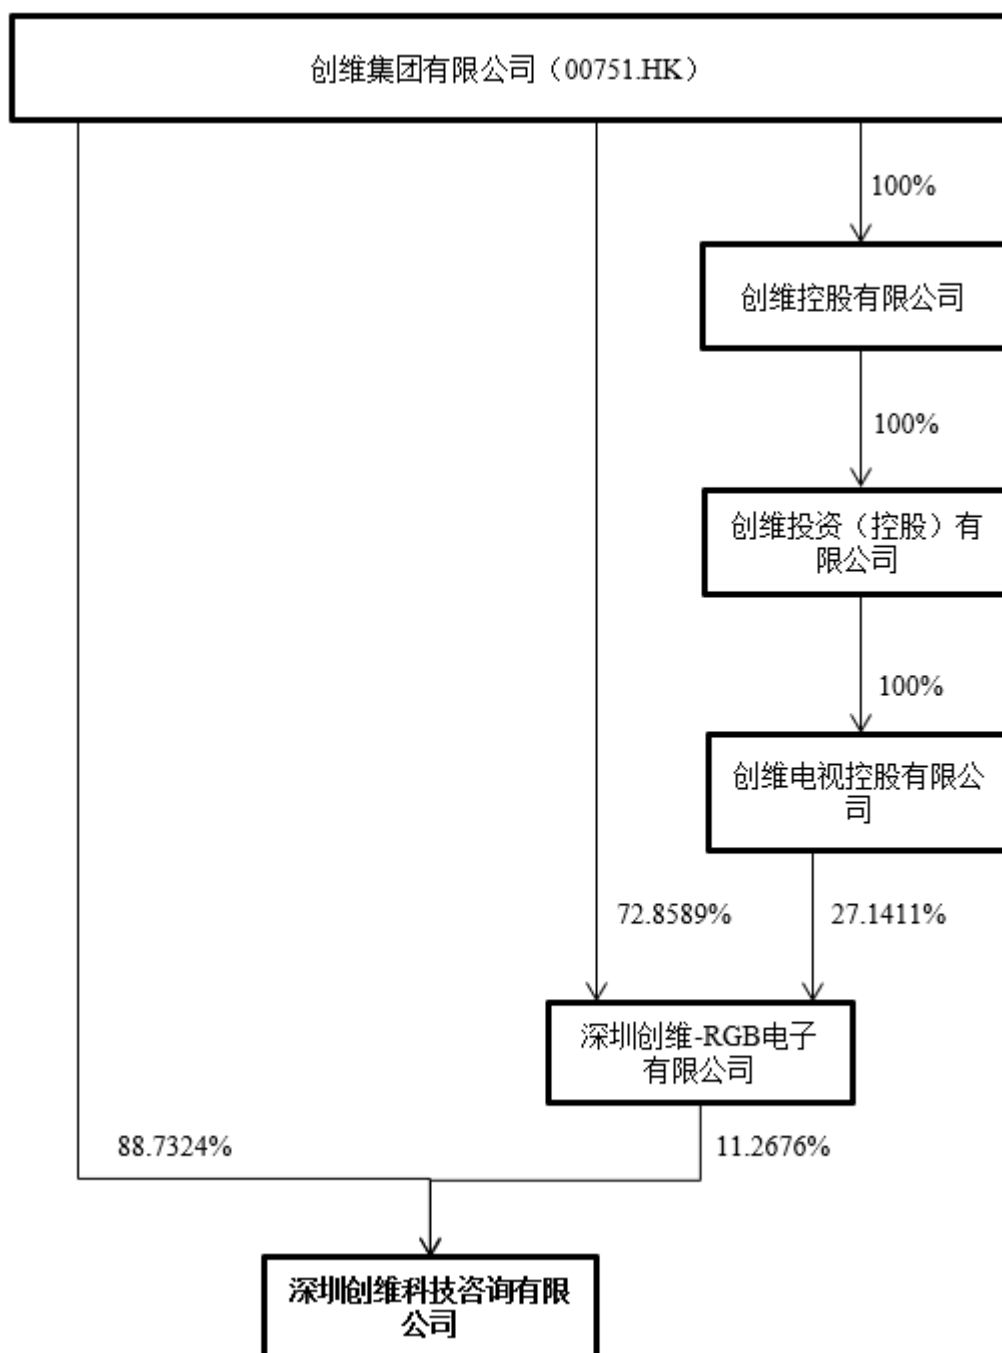 创维集团有限公司（00751.HK）
100%
创维控股有限公司
100%
创维投资（控股）有
限公司
100%
创维电视控股有限公
司
72.8589%
27.1411%
深圳创维-RGB电子
有限公司
88.7324%
11.2676%
深圳创维科技咨询有限
公司